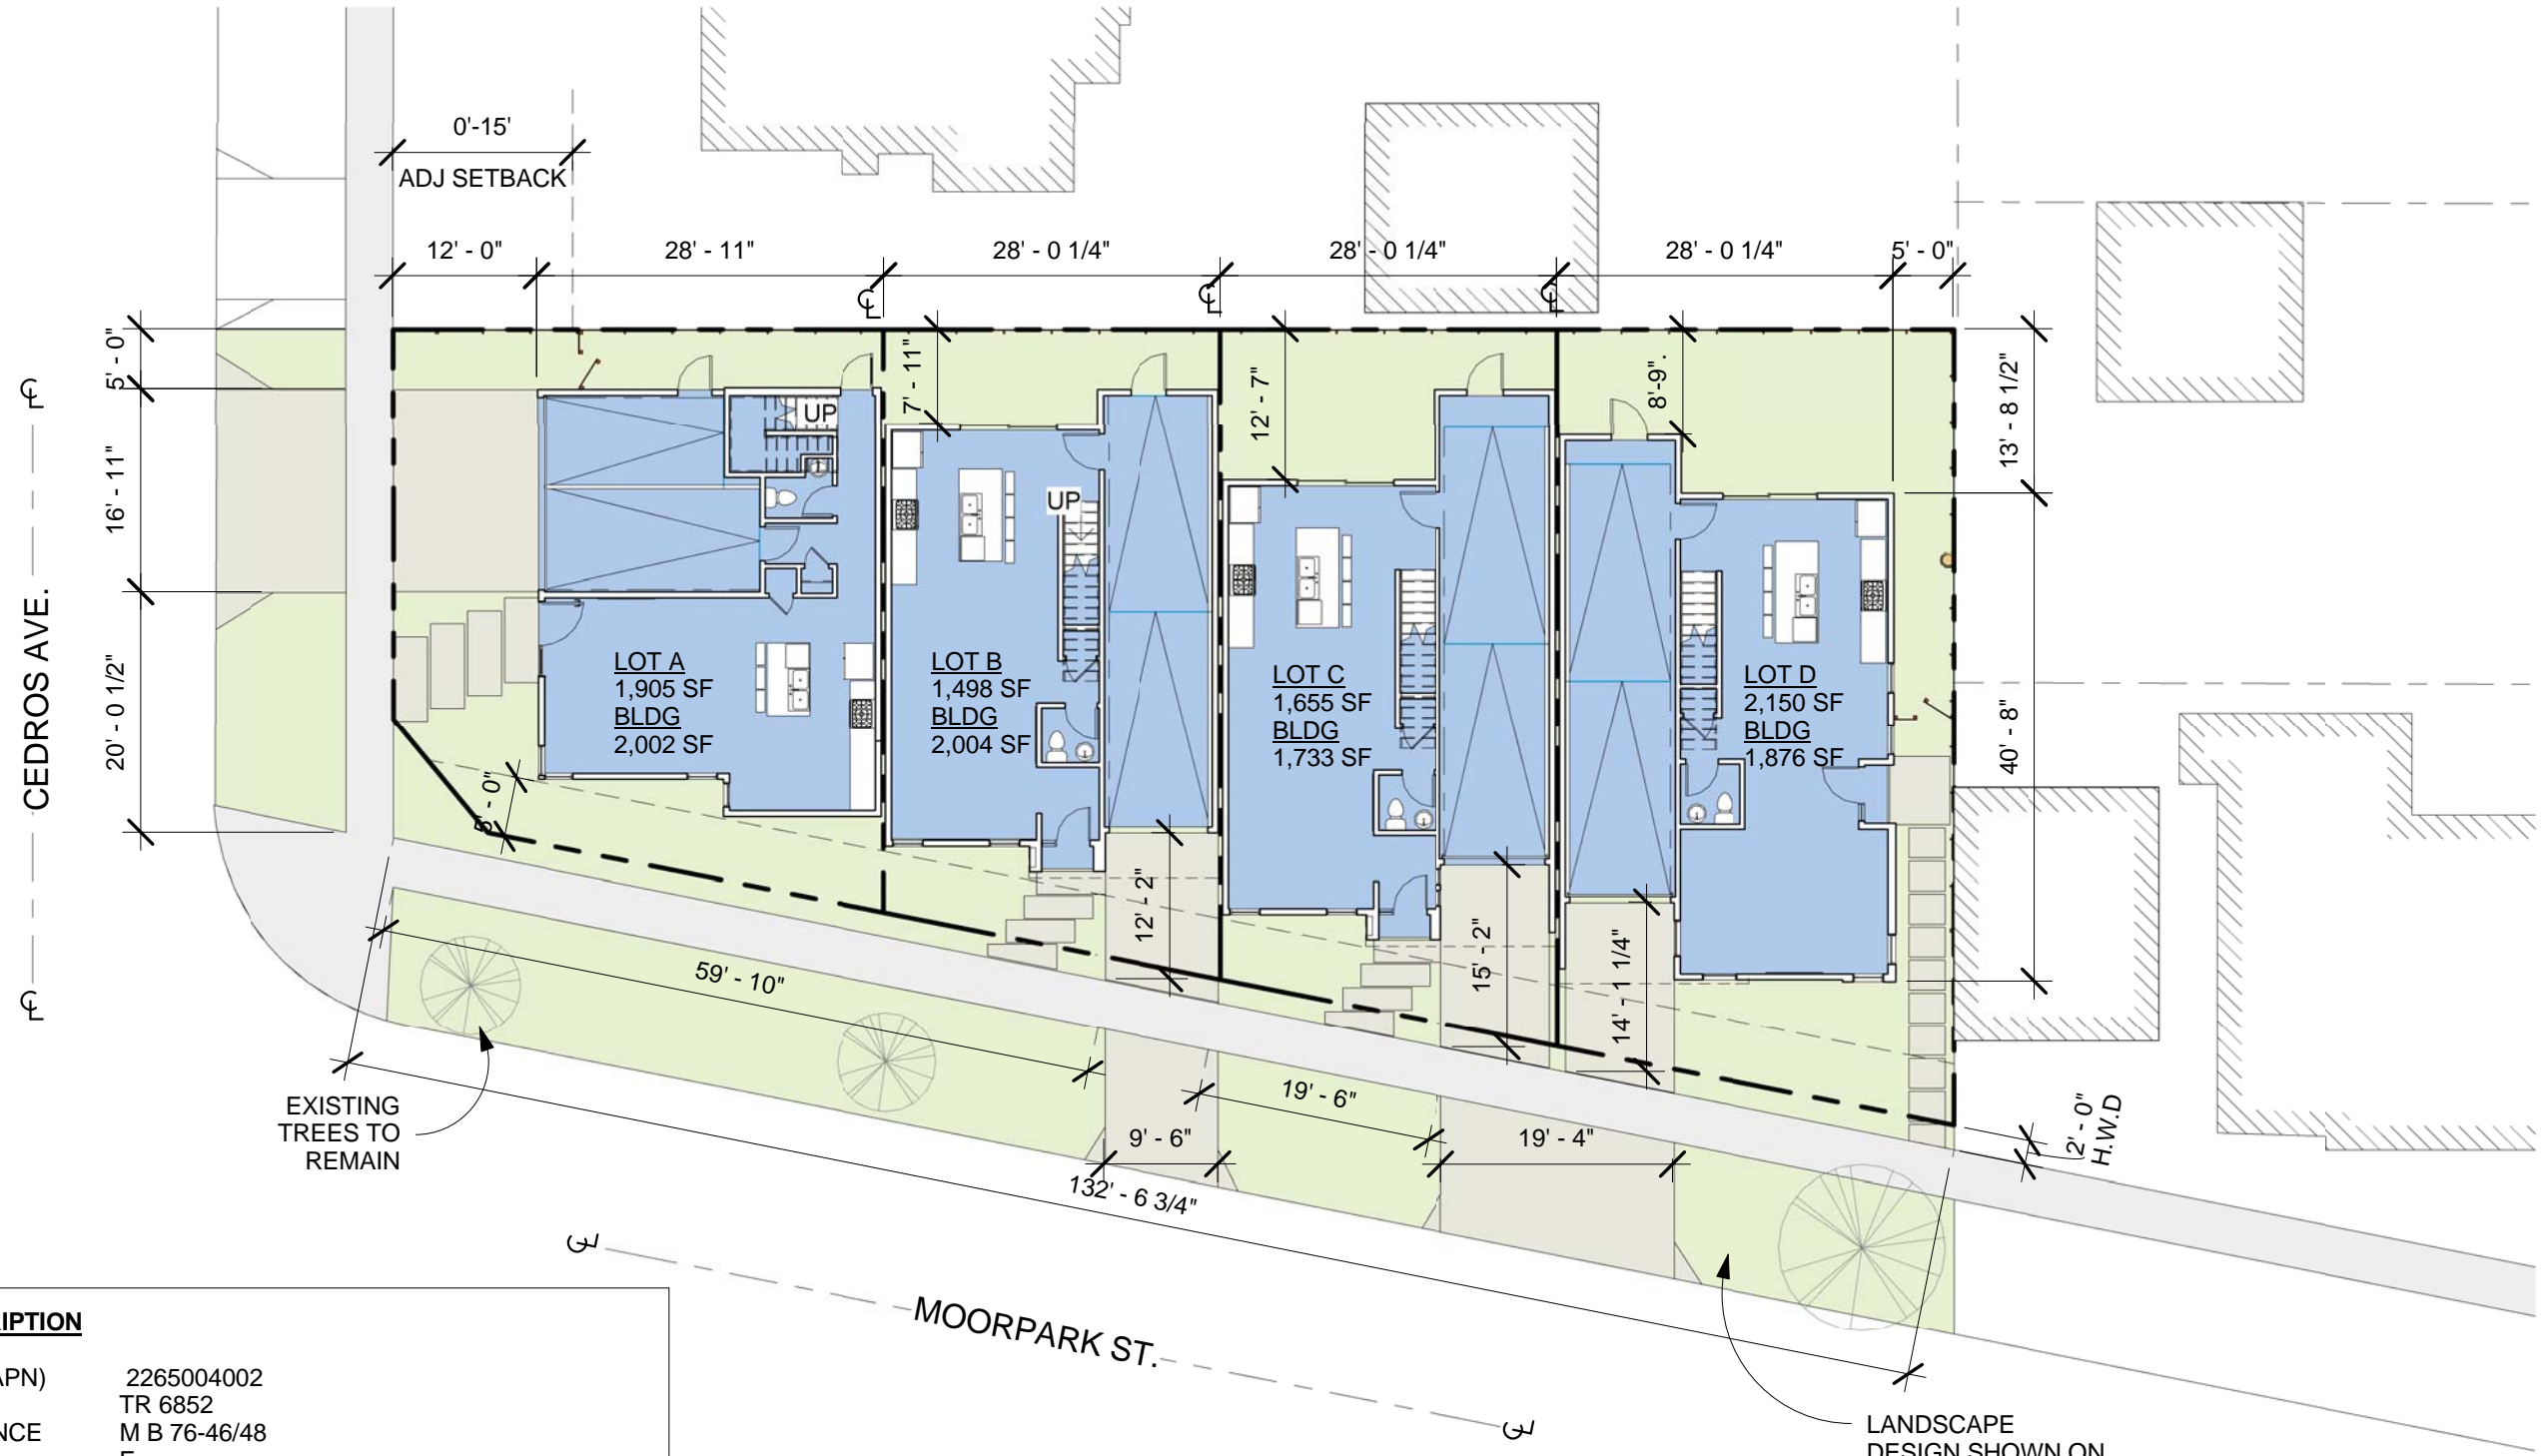 0'-15'
ADJ SETBACK
12' - 0"
28' - 11"
28' - 0 1/4"
28' - 0 1/4"
28' - 0 1/4"
5' - 0"
5' - 0"
16' - 11"
20' - 0 1/2"
CEDROS AVE.
7' - 11"
12' - 7"
8'-9".
13' - 8 1/2"
40' - 8"
UP
UP
LOT A
1,905 SF
BLDG
2,002 SF
LOT B
1,498 SF
BLDG
2,004 SF
LOT C
1,655 SF
BLDG
1,733 SF
LOT D
2,150 SF
BLDG
1,876 SF
12' - 2"
15' - 2"
14' - 1 1/4"
59' - 10"
19' - 6"
9' - 6"
19' - 4"
132' - 6 3/4"
2' - 0"
H.W.D
EXISTING
TREES TO
REMAIN
MOORPARK ST.
LANDSCAPE
DESIGN SHOWN ON
IPTION
APN) 2265004002
TR 6852
NCE M B 76-46/48